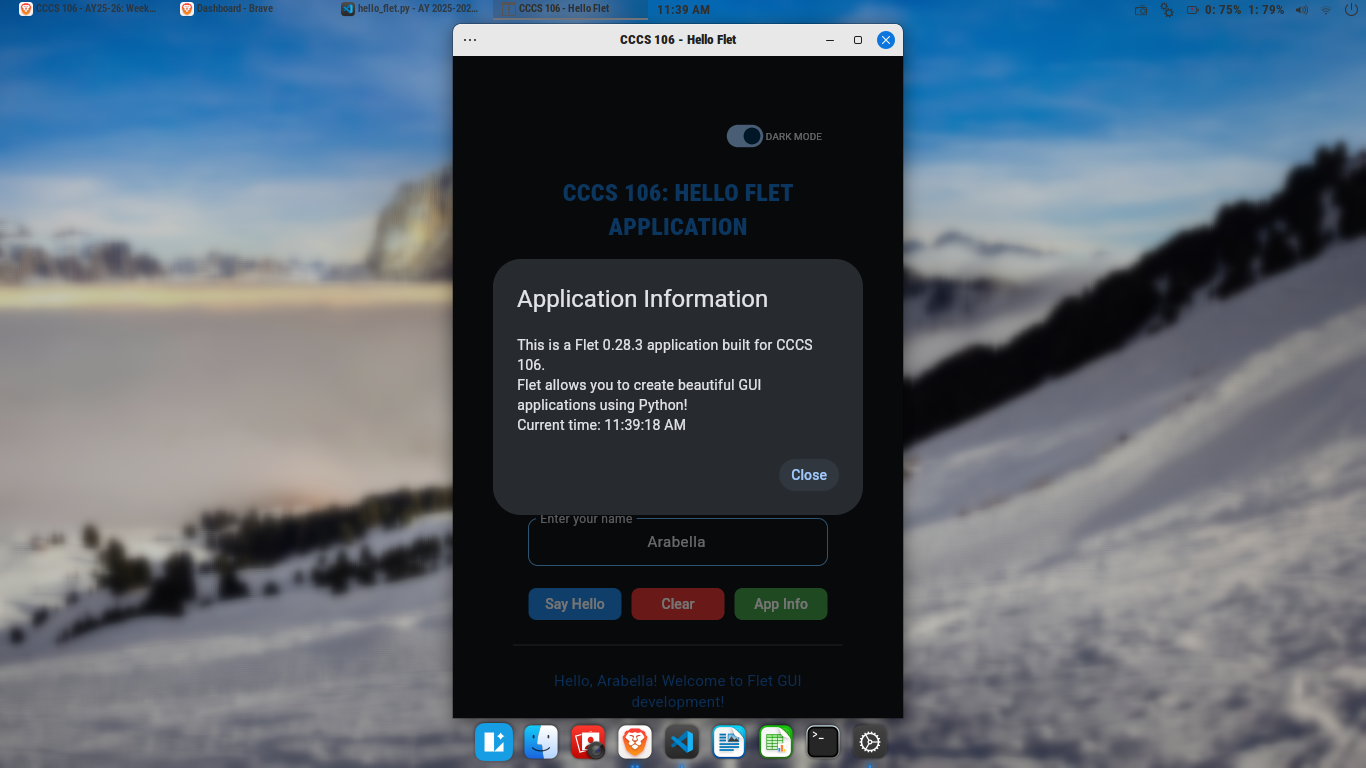 CCCS 106 - AY25-26: Week...
Dashboard - Brave
hello_flet.py - AY 2025-202...
CCCS 106 - Hello Flet
11:39 AM
0: 75% 1: 79%
CCCS 106 - Hello Flet
DARK MODE
CCCS 106: HELLO FLET
APPLICATION
Application Information
This is a Flet 0.28.3 application built for CCCS
106.
Flet allows you to create beautiful GUI
applications using Python!
Current time: 11:39:18 AM
Close
Enter your name
Arabella
Say Hello
Clear
App Info
Hello, Arabella! Welcome to Flet GUI
development!